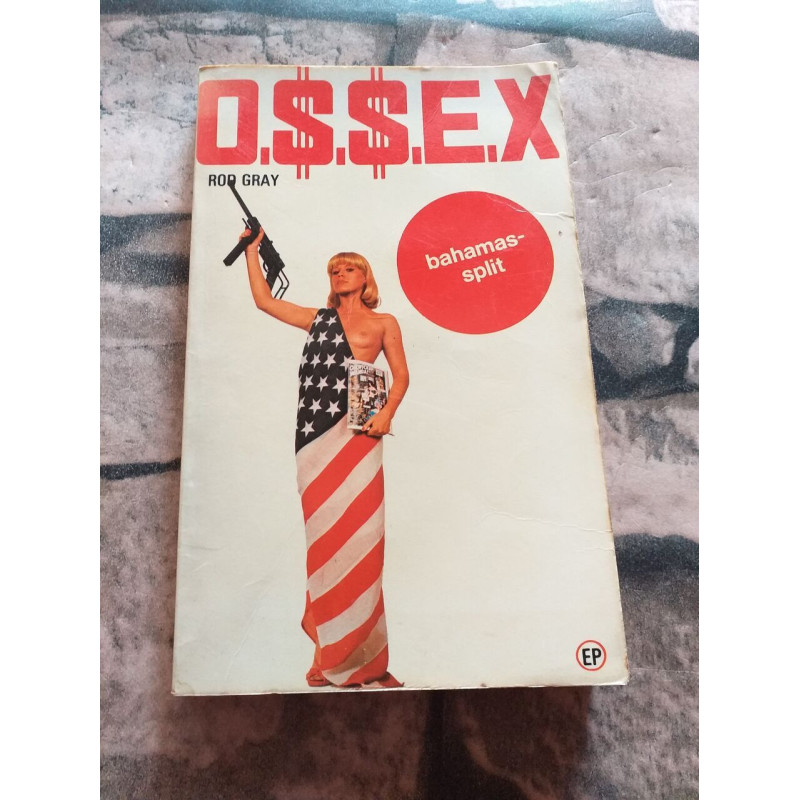 O.$.$.E.X
ROD GRAY
bahamas-
split
EP